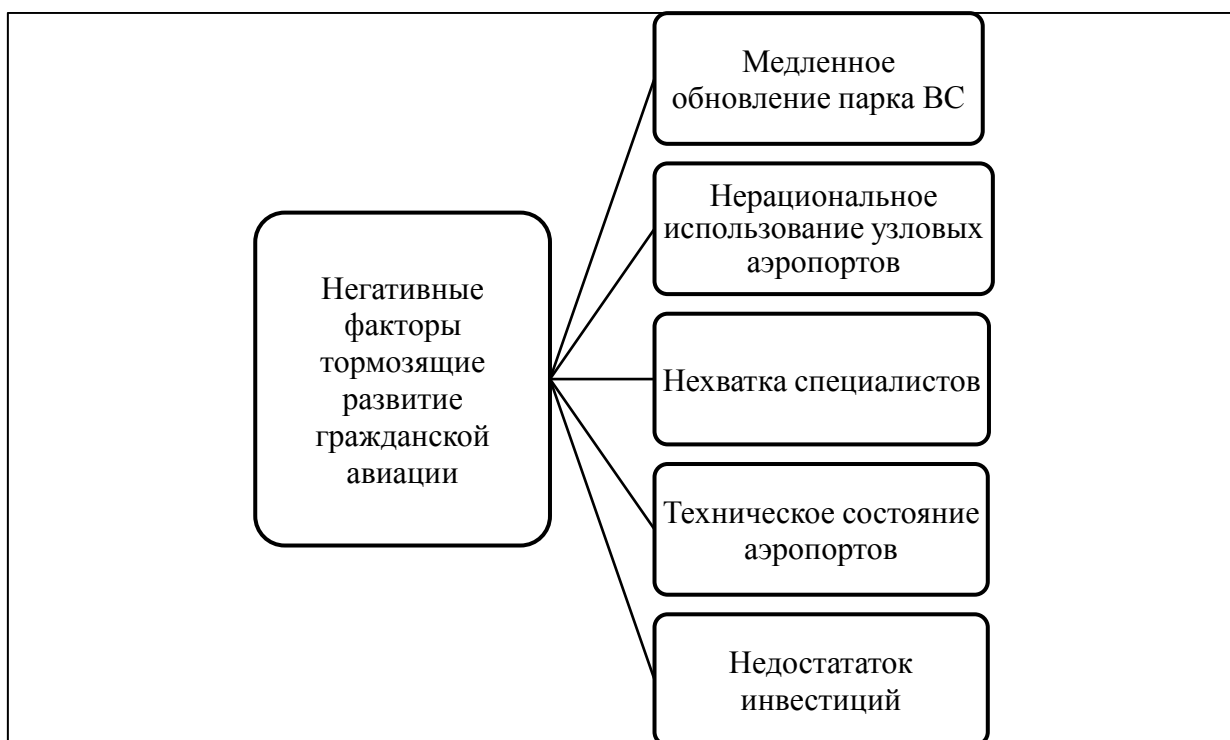 Негативные
факторы
тормозящие
развитие
гражданской
авиации
Медленное
обновление парка ВС
Нерациональное
использование узловых
аэропортов
Нехватка специалистов
Техническое состояние
аэропортов
Недостататок
инвестиций